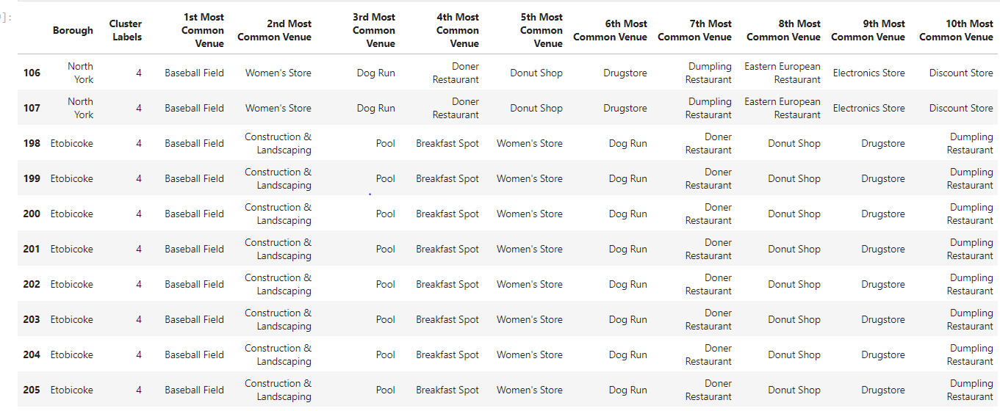 ]:
Borough Cluster Labels 1st Most Common Venue 2nd Most Common Venue 3rd Most Common Venue 4th Most Common Venue 5th Most Common Venue 6th Most Common Venue 7th Most Common Venue 8th Most Common Venue 9th Most Common Venue 10th Most Common Venue
106 North York 4 Baseball Field Women's Store Dog Run Doner Restaurant Donut Shop Drugstore Dumpling Restaurant Eastern European Restaurant Electronics Store Discount Store
107 North York 4 Baseball Field Women's Store Dog Run Doner Restaurant Donut Shop Drugstore Dumpling Restaurant Eastern European Restaurant Electronics Store Discount Store
198 Etobicoke 4 Baseball Field Construction & Landscaping Pool Breakfast Spot Women's Store Dog Run Doner Restaurant Donut Shop Drugstore Dumpling Restaurant
199 Etobicoke 4 Baseball Field Construction & Landscaping Pool Breakfast Spot Women's Store Dog Run Doner Restaurant Donut Shop Drugstore Dumpling Restaurant
200 Etobicoke 4 Baseball Field Construction & Landscaping Pool Breakfast Spot Women's Store Dog Run Doner Restaurant Donut Shop Drugstore Dumpling Restaurant
201 Etobicoke 4 Baseball Field Construction & Landscaping Pool Breakfast Spot Women's Store Dog Run Doner Restaurant Donut Shop Drugstore Dumpling Restaurant
202 Etobicoke 4 Baseball Field Construction & Landscaping Pool Breakfast Spot Women's Store Dog Run Doner Restaurant Donut Shop Drugstore Dumpling Restaurant
203 Etobicoke 4 Baseball Field Construction & Landscaping Pool Breakfast Spot Women's Store Dog Run Doner Restaurant Donut Shop Drugstore Dumpling Restaurant
204 Etobicoke 4 Baseball Field Construction & Landscaping Pool Breakfast Spot Women's Store Dog Run Doner Restaurant Donut Shop Drugstore Dumpling Restaurant
205 Etobicoke 4 Baseball Field Construction & Landscaping Pool Breakfast Spot Women's Store Dog Run Doner Restaurant Donut Shop Drugstore Dumpling Restaurant